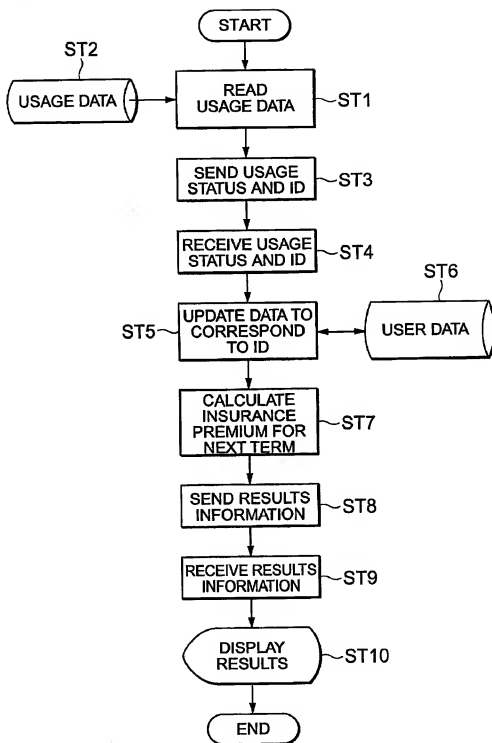 START
ST2
USAGE DATA
READ
USAGE DATA
ST1
SEND USAGE
STATUS AND ID
ST3
RECEIVE USAGE
STATUS AND ID
ST4
ST6
ST5
UPDATE DATA TO
CORRESPOND
TO ID
USER DATA
CALCULATE
INSURANCE
PREMIUM FOR
NEXT TERM
ST7
SEND RESULTS
INFORMATION
ST8
RECEIVE RESULTS
INFORMATION
ST9
DISPLAY
RESULTS
ST10
END